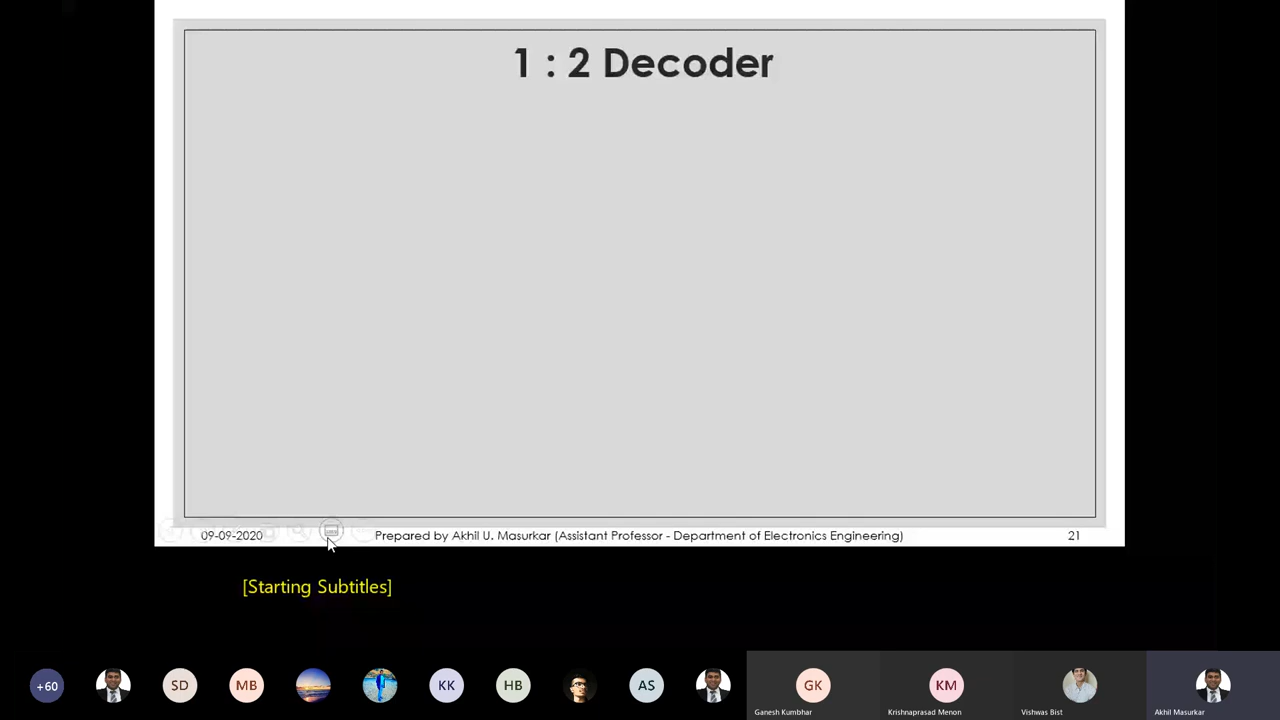 1 : 2 Decoder
09-09-2020
Prepared by Akhil U. Masurkar (Assistant Professor - Department of Electronics Engineering)
21
[Starting Subtitles]
+60
SD
MB
KK
HB
AS
GK
KM
Ganesh Kumbhar
Krishnaprasad Menon
Vishwas Bist
Akhil Masurkar